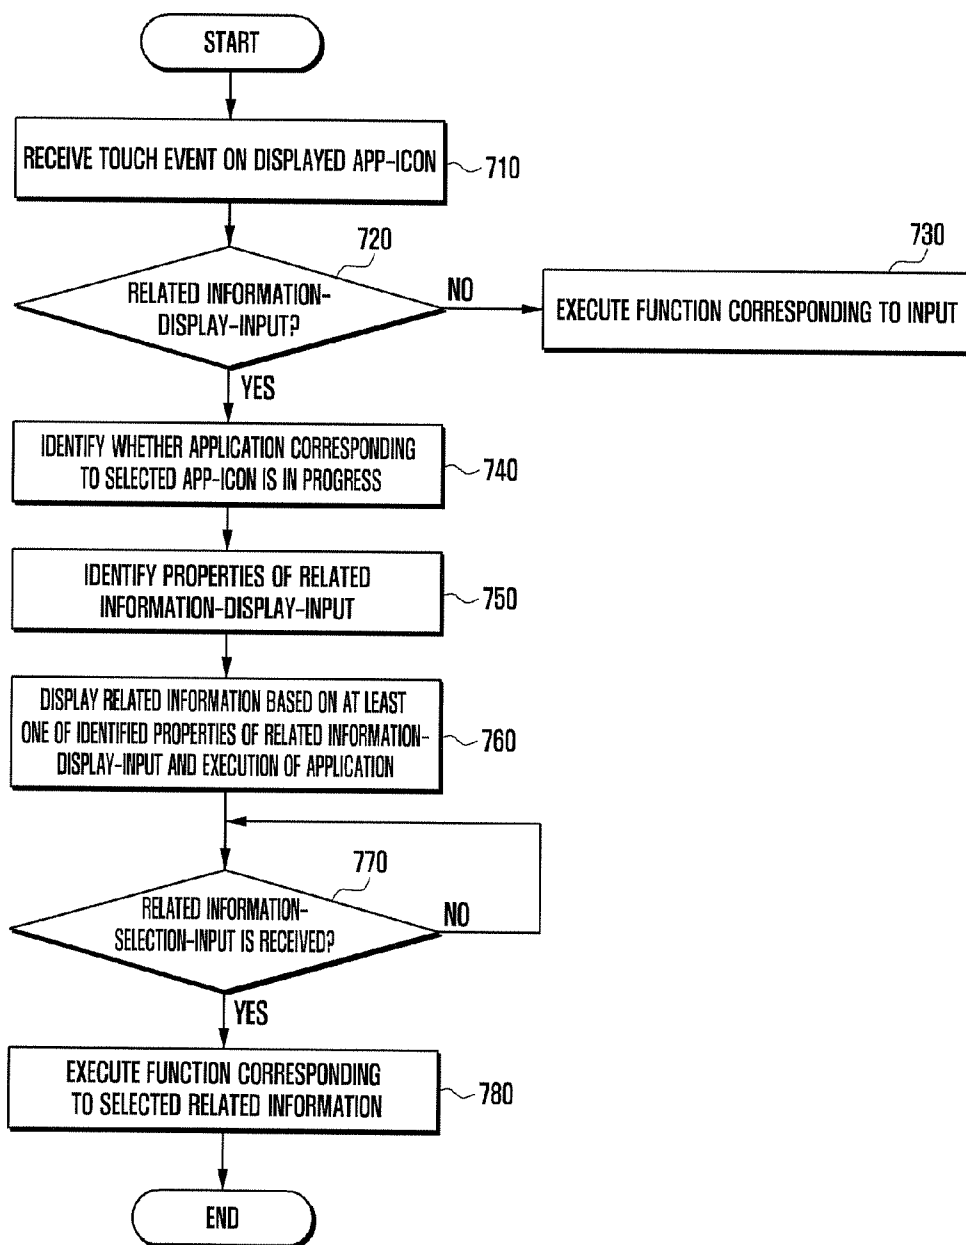 START
RECEIVE TOUCH EVENT ON DISPLAYED APP-ICON
710
720
730
RELATED INFORMATION-
DISPLAY-INPUT?
NO
EXECUTE FUNCTION CORRESPONDING TO INPUT
YES
IDENTIFY WHETHER APPLICATION CORRESPONDING
TO SELECTED APP-ICON IS IN PROGRESS
740
IDENTIFY PROPERTIES OF RELATED
INFORMATION-DISPLAY-INPUT
750
DISPLAY RELATED INFORMATION BASED ON AT LEAST
ONE OF IDENTIFIED PROPERTIES OF RELATED INFORMATION-
DISPLAY-INPUT AND EXECUTION OF APPLICATION
760
770
RELATED INFORMATION-
SELECTION-INPUT IS RECEIVED?
NO
YES
EXECUTE FUNCTION CORRESPONDING
TO SELECTED RELATED INFORMATION
780
END